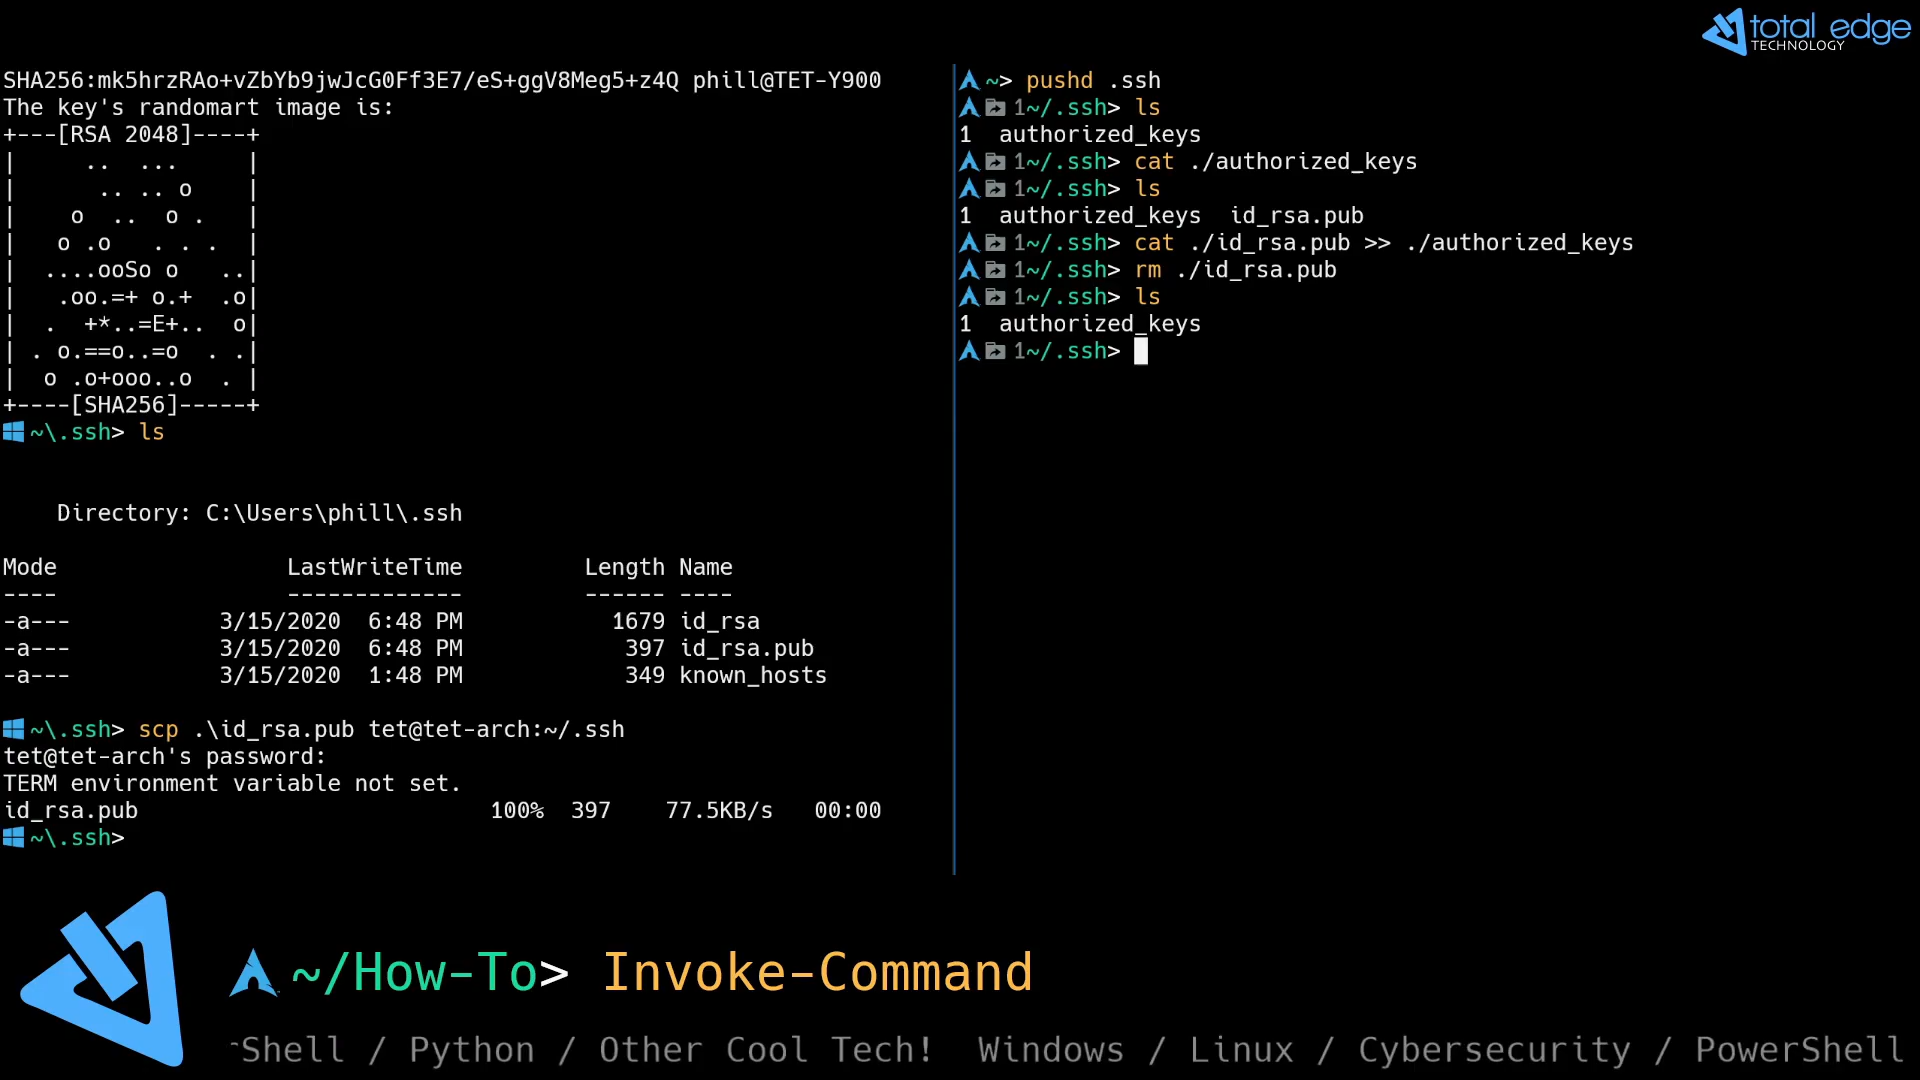 total edge
TECHNOLOGY
SHA256:mk5hrzRAo+vZbYb9jwJcG0Ff3E7/eS+ggV8Meg5+z4Q phill@TET-Y900
The key's randomart image is:
+---[RSA 2048]----+
|     ..  ...     |
|      .. .. o    |
|    o  ..  o .   |
|   o .o   . . .  |
|  ....ooSo o   ..|
|   .oo.=+ o.+  .o|
|  .  +*..=E+..  o|
| . o.==o..=o  . .|
|  o .o+ooo..o  . |
+----[SHA256]-----+
~\.ssh> ls
Directory: C:\Users\phill\.ssh
Mode                 LastWriteTime         Length Name
----                 -------------         ------ ----
-a---           3/15/2020  6:48 PM           1679 id_rsa
-a---           3/15/2020  6:48 PM            397 id_rsa.pub
-a---           3/15/2020  1:48 PM            349 known_hosts
~\.ssh> scp .\id_rsa.pub tet@tet-arch:~/.ssh
tet@tet-arch's password:
TERM environment variable not set.
id_rsa.pub                          100%  397    77.5KB/s   00:00
~\.ssh>
~> pushd .ssh
1~/.ssh> ls
1  authorized_keys
1~/.ssh> cat ./authorized_keys
1~/.ssh> ls
1  authorized_keys  id_rsa.pub
1~/.ssh> cat ./id_rsa.pub >> ./authorized_keys
1~/.ssh> rm ./id_rsa.pub
1~/.ssh> ls
1  authorized_keys
1~/.ssh>
~/How-To> Invoke-Command
Shell / Python / Other Cool Tech!  Windows / Linux / Cybersecurity / PowerShell